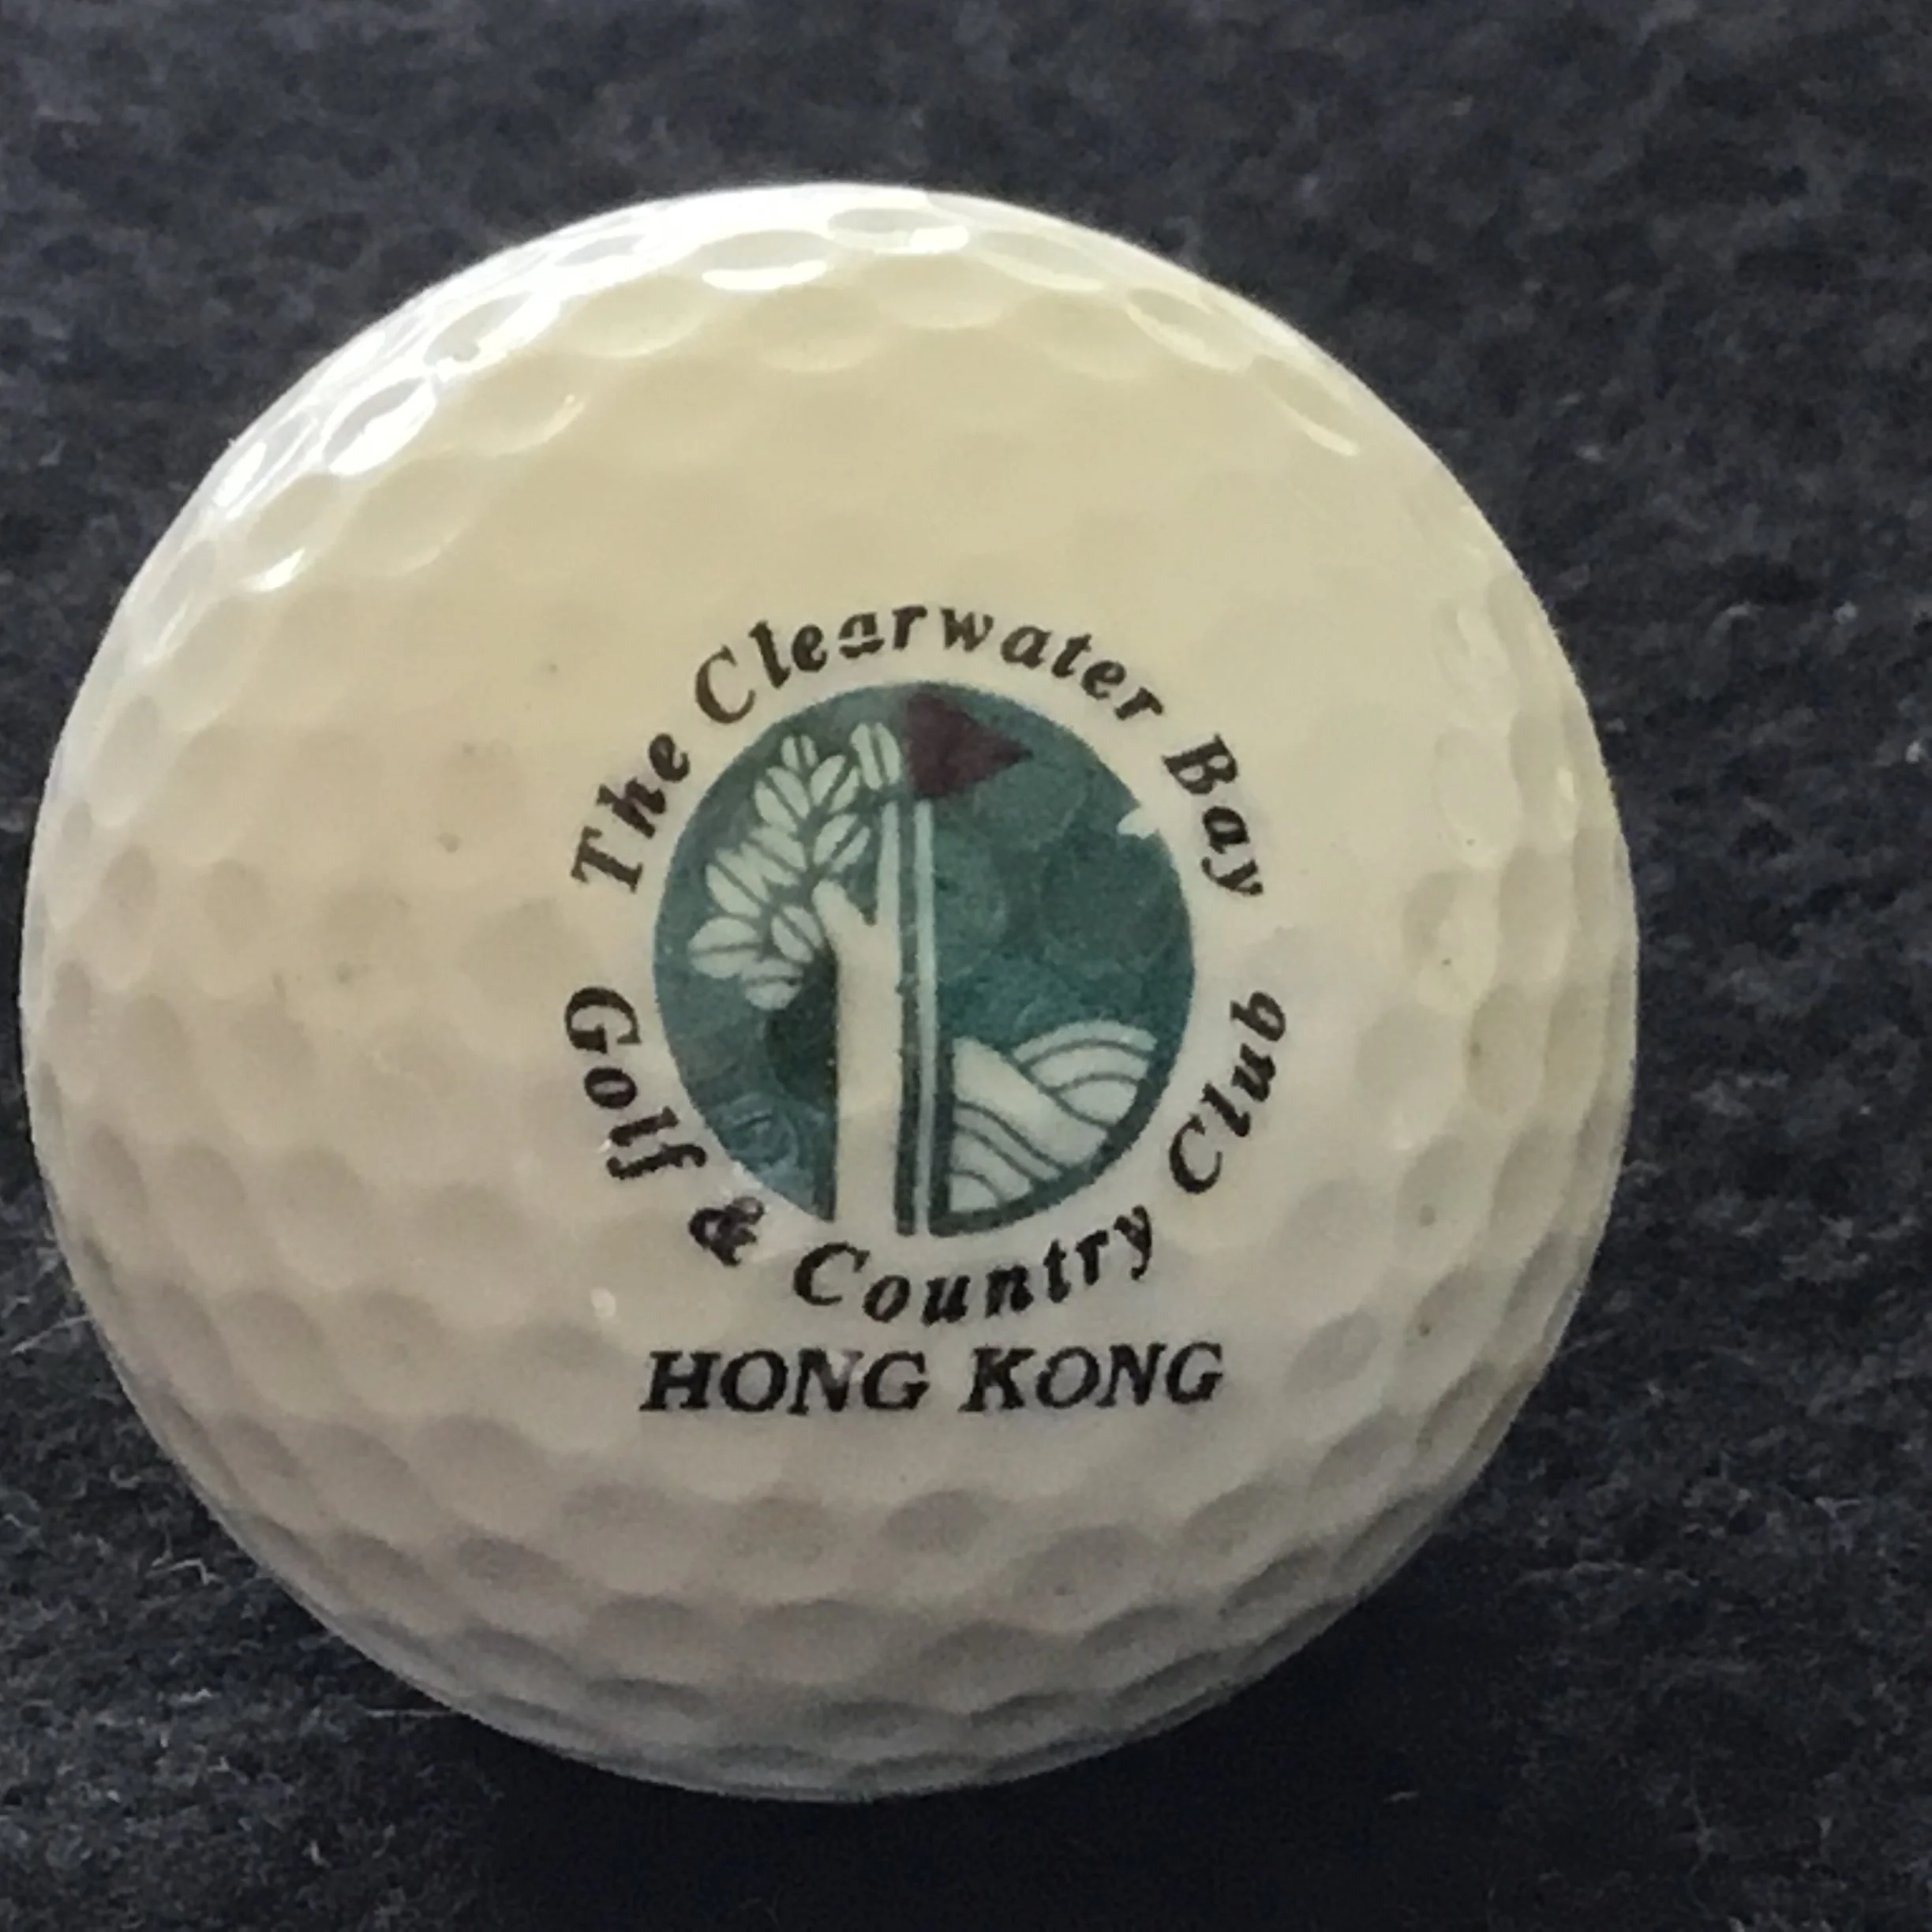 The Clearwater Bay
Golf & Country Club
HONG KONG